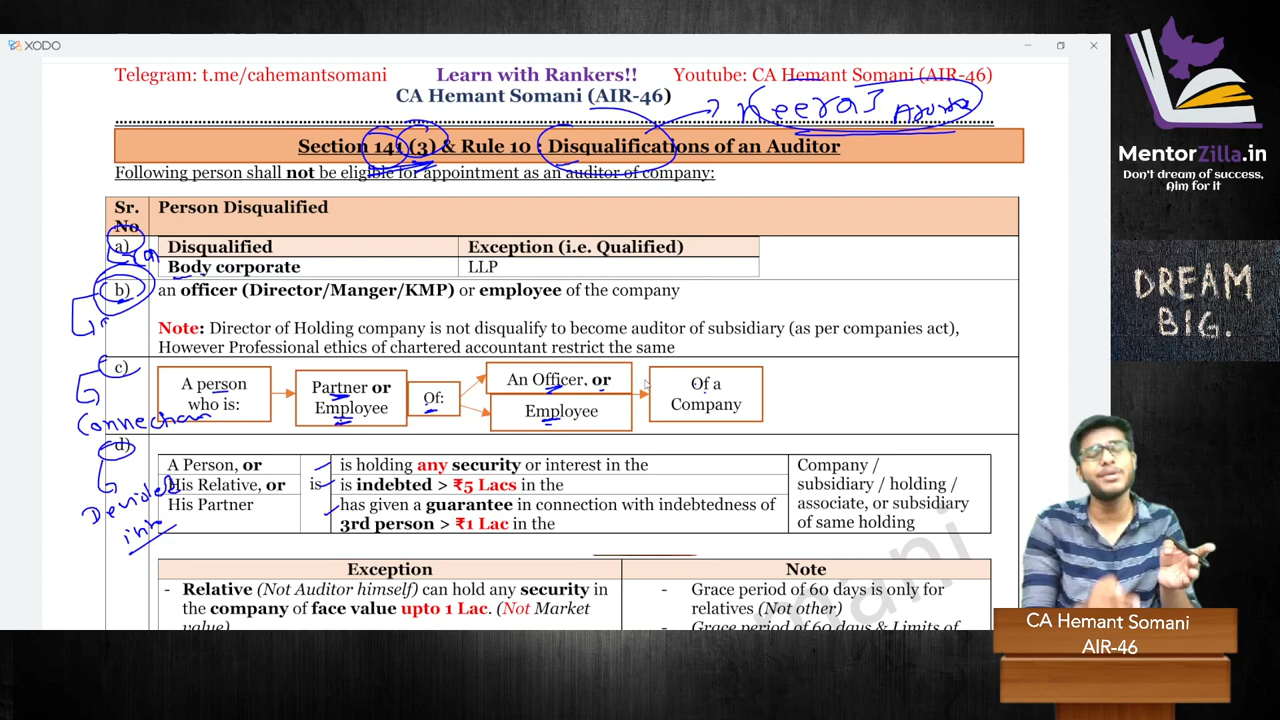 XODO
Telegram: t.me/cahemantsomani Learn with Rankers!! Youtube: CA Hemant Somani (AIR-46)
CA Hemant Somani (AIR-46)
Section 141 (3) & Rule 10 : Disqualifications of an Auditor
Following person shall not be eligible for appointment as an auditor of company:
Sr. No Person Disqualified
a) Disqualified Exception (i.e. Qualified)
Body corporate LLP
b) an officer (Director/Manger/KMP) or employee of the company
Note: Director of Holding company is not disqualify to become auditor of subsidiary (as per companies act),
However Professional ethics of chartered accountant restrict the same
c)
A person who is:
Partner or Employee
Of:
An Officer, or
Employee
Of a Company
Connection
d)
A Person, or is holding any security or interest in the Company /
His Relative, or is is indebted > ₹5 Lacs in the subsidiary / holding /
His Partner has given a guarantee in connection with indebtedness of associate, or subsidiary
3rd person > ₹1 Lac in the of same holding
into
Exception Note
- Relative (Not Auditor himself) can hold any security in - Grace period of 60 days is only for
the company of face value upto 1 Lac. (Not Market relatives (Not other)
value) - Grace period of 60 days & Limits of
mani
MentorZilla.in
Don't dream of success,
Aim for it
DREAM
BIG.
CA Hemant Somani
AIR-46